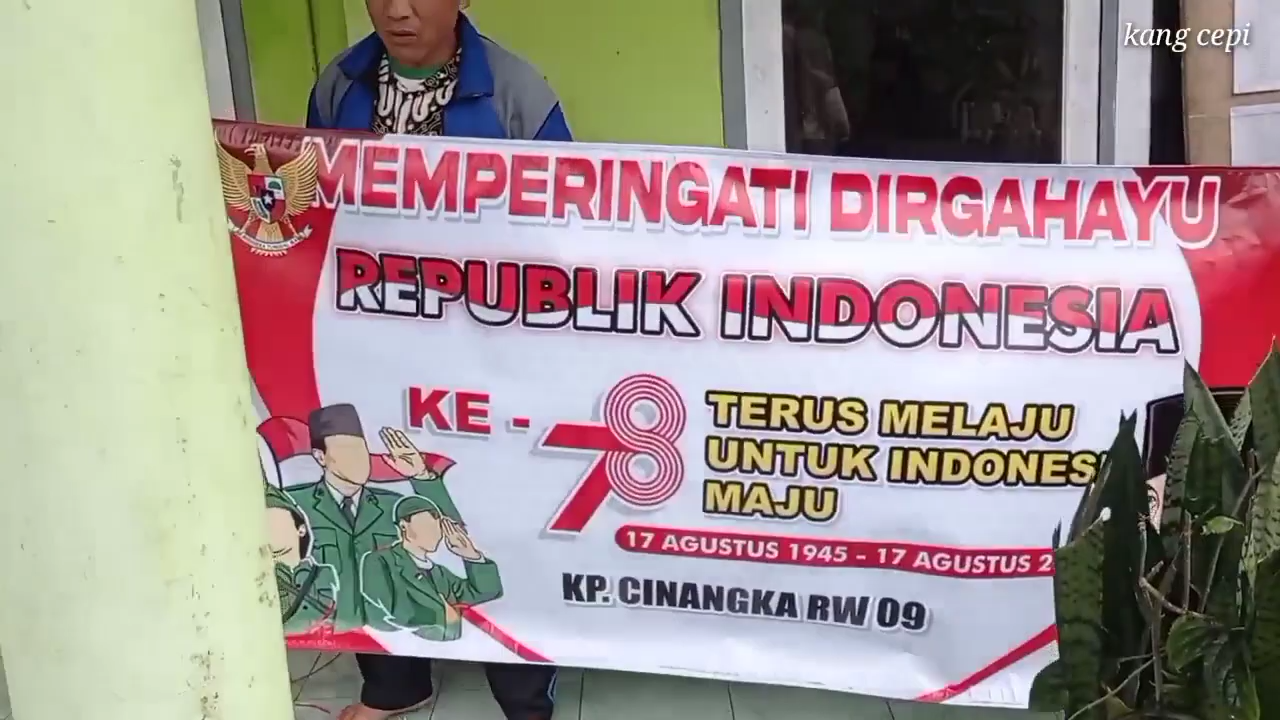 kang cepi
MEMPERINGATI DIRGAHAYU
REPUBLIK INDONESIA
KE - 78
TERUS MELAJU
UNTUK INDONES
MAJU
17 AGUSTUS 1945 - 17 AGUSTUS 2
KP. CINANGKA RW 09